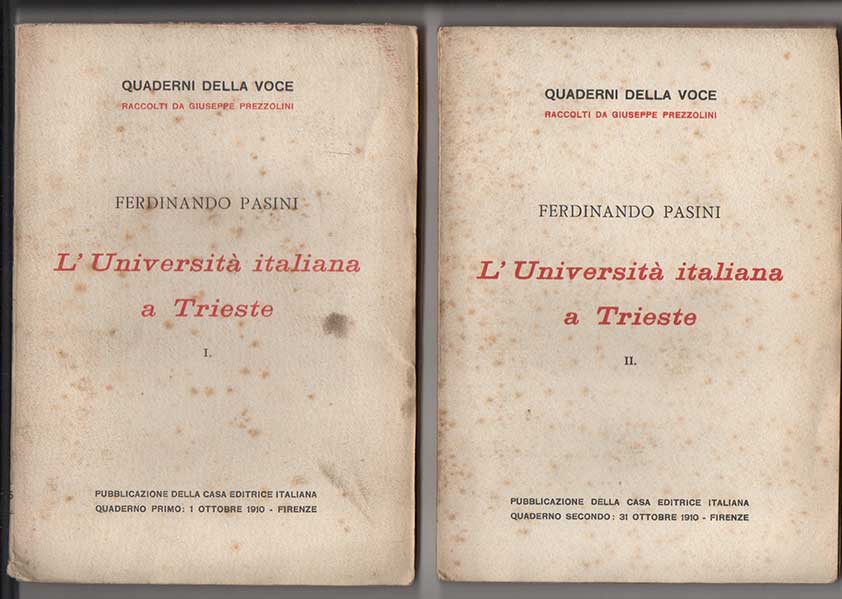 QUADERNI DELLA VOCE
RACCOLTI DA GIUSEPPE PREZZOLINI
FERDINANDO PASINI
L' Università italiana
a Trieste
I.
PUBBLICAZIONE DELLA CASA EDITRICE ITALIANA
QUADERNO PRIMO: 1 OTTOBRE 1910 - FIRENZE
QUADERNI DELLA VOCE
RACCOLTI DA GIUSEPPE PREZZOLINI
FERDINANDO PASINI
L' Università italiana
a Trieste
II.
PUBBLICAZIONE DELLA CASA EDITRICE ITALIANA
QUADERNO SECONDO: 31 OTTOBRE 1910 - FIRENZE